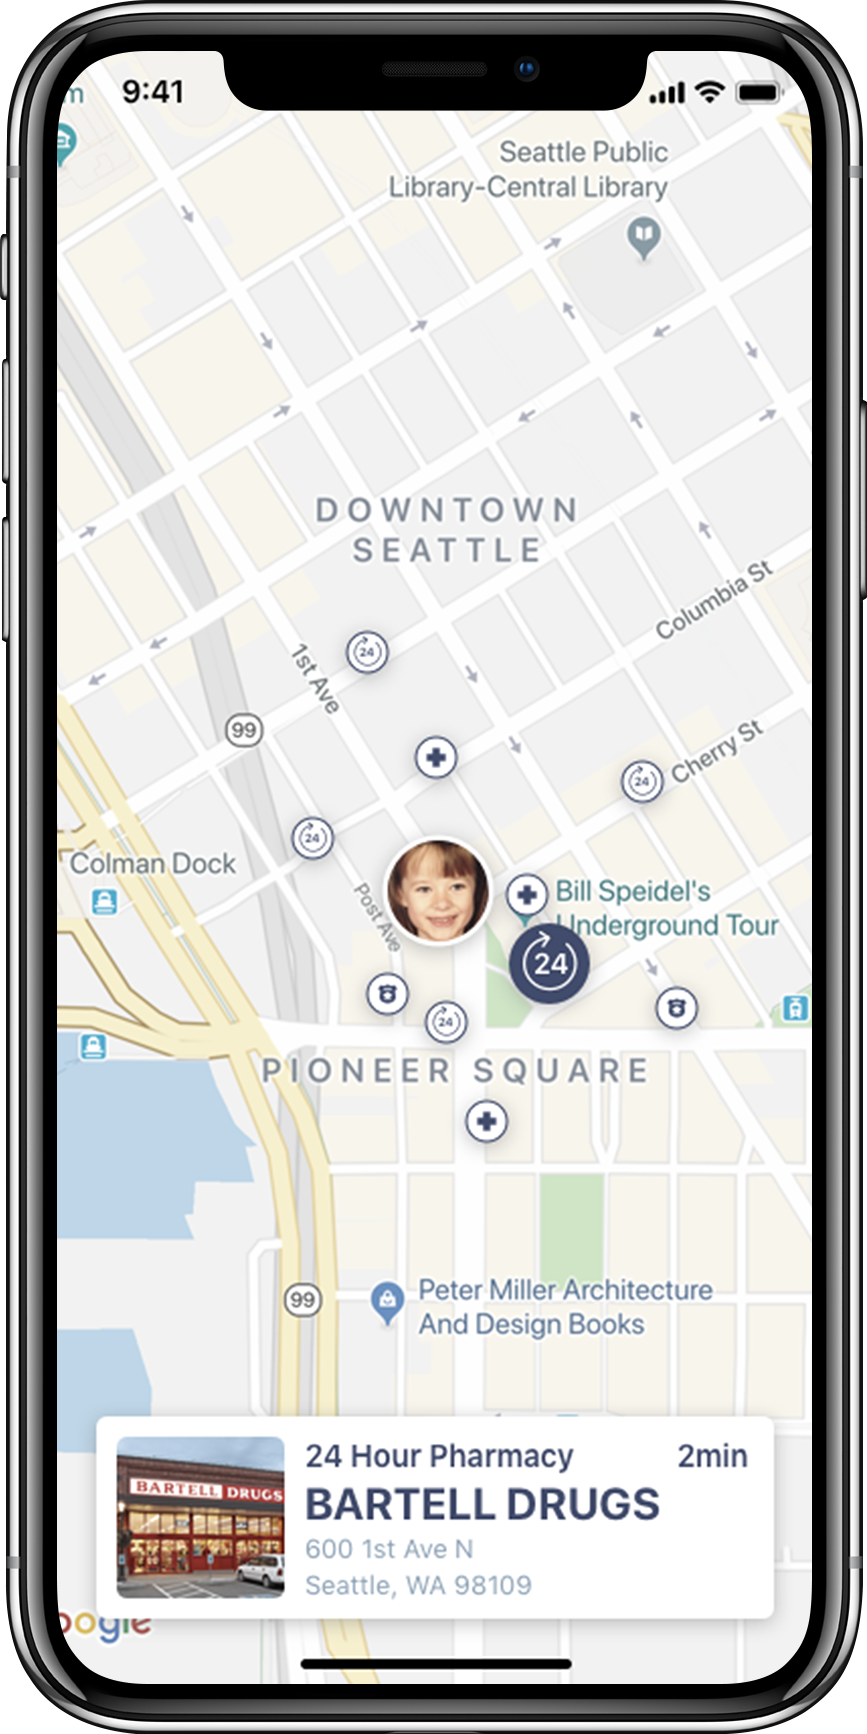 m
9:41
Seattle Public
Library-Central Library
DOWNTOWN
SEATTLE
Columbia St
24
1st Ave
99
Cherry St
24
24
Colman Dock
Post Ave
Bill Speidel's
Underground Tour
24
24
PIONEER SQUARE
Peter Miller Architecture
And Design Books
99
24 Hour Pharmacy
2min
BARTELL DRUGS
BARTELL DRUGS
600 1st Ave N
Seattle, WA 98109
oogle